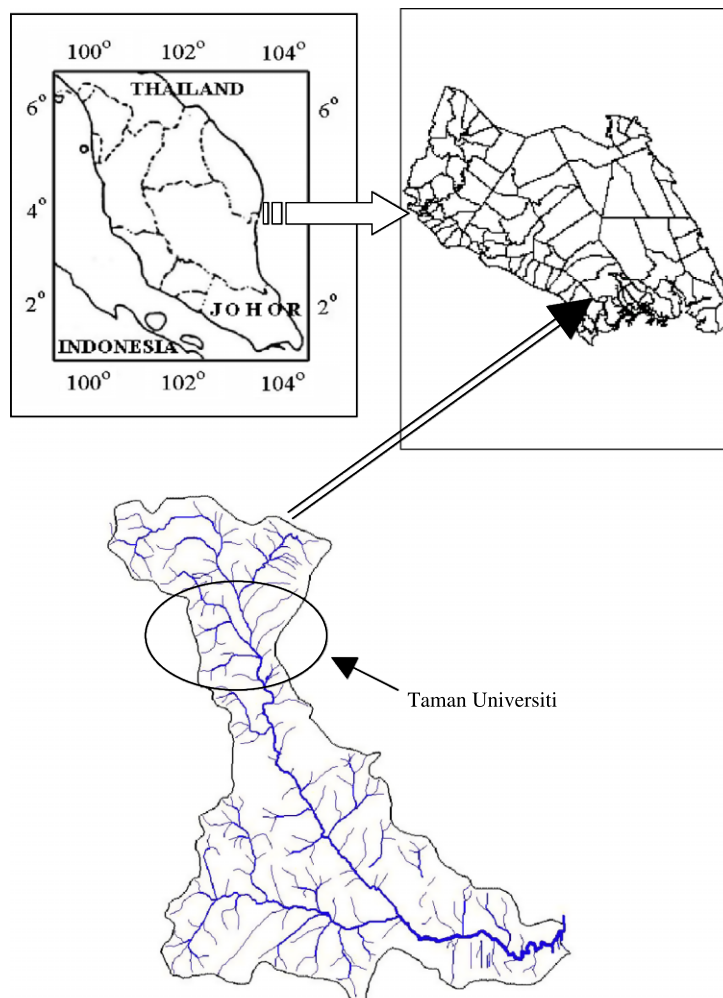 100° 102° 104°
THAILAND
6° 6°
4° 4°
2° JOHOR 2°
INDONESIA
100° 102° 104°
Taman Universiti